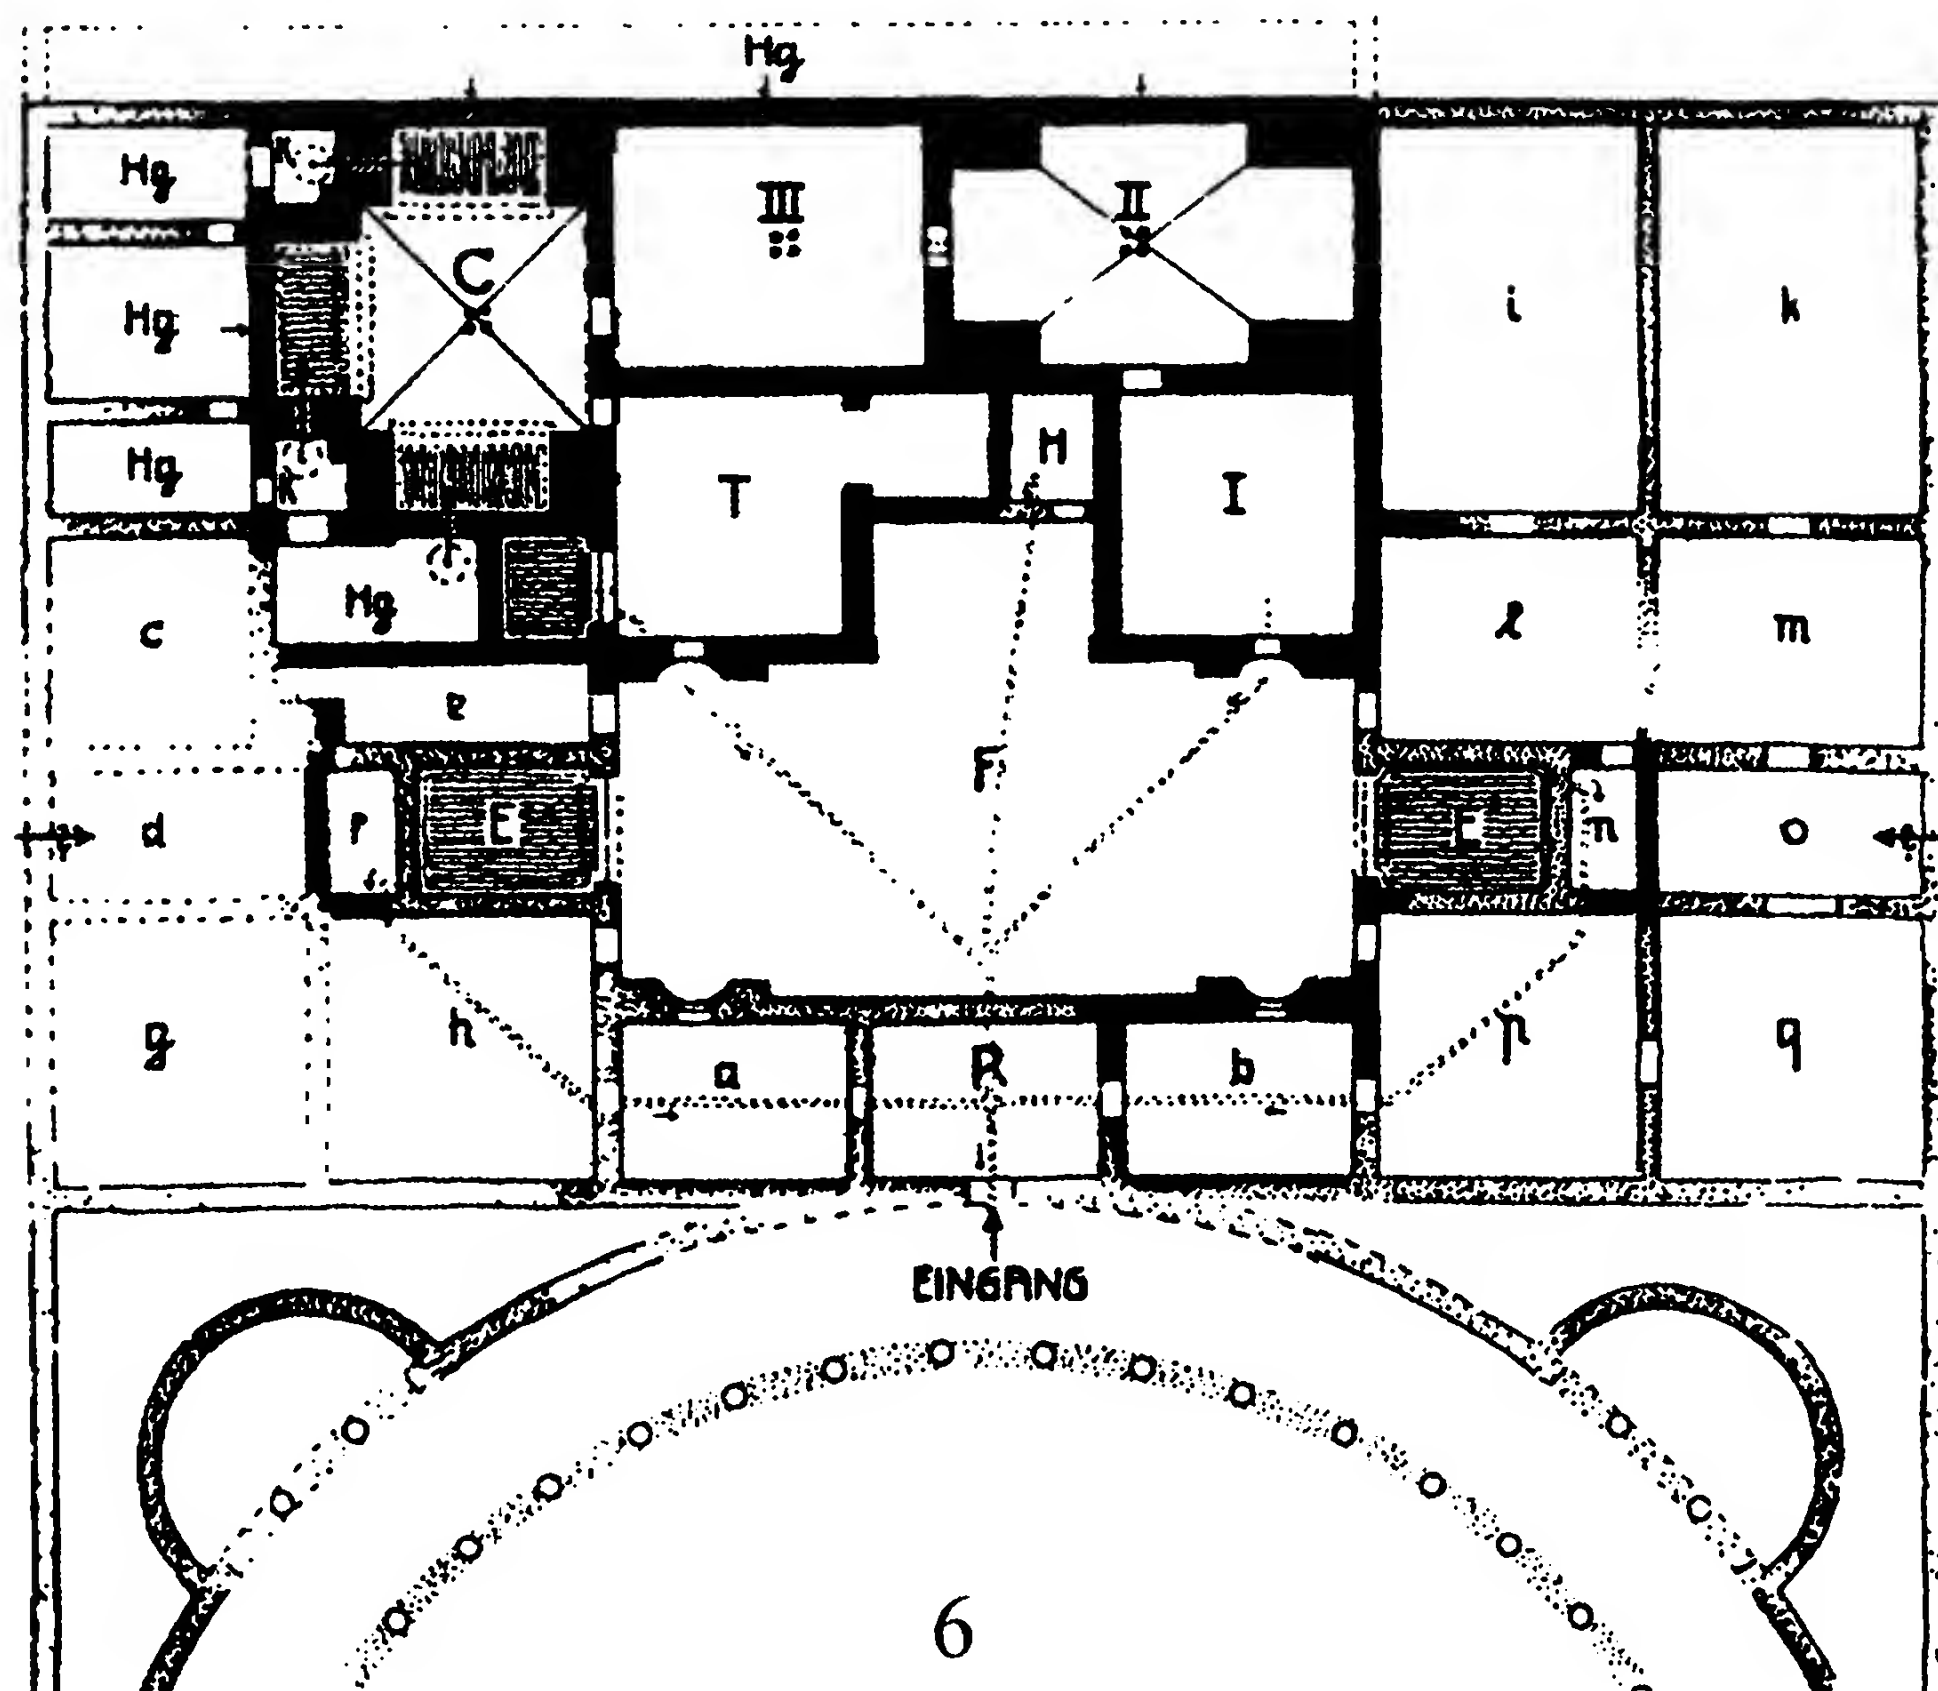 Hg
Hg K III II
C
Hg i k
Hg K T H I
Hg
c l m
e
F
d P E E n o
g h a R b p q
EINGANG
6